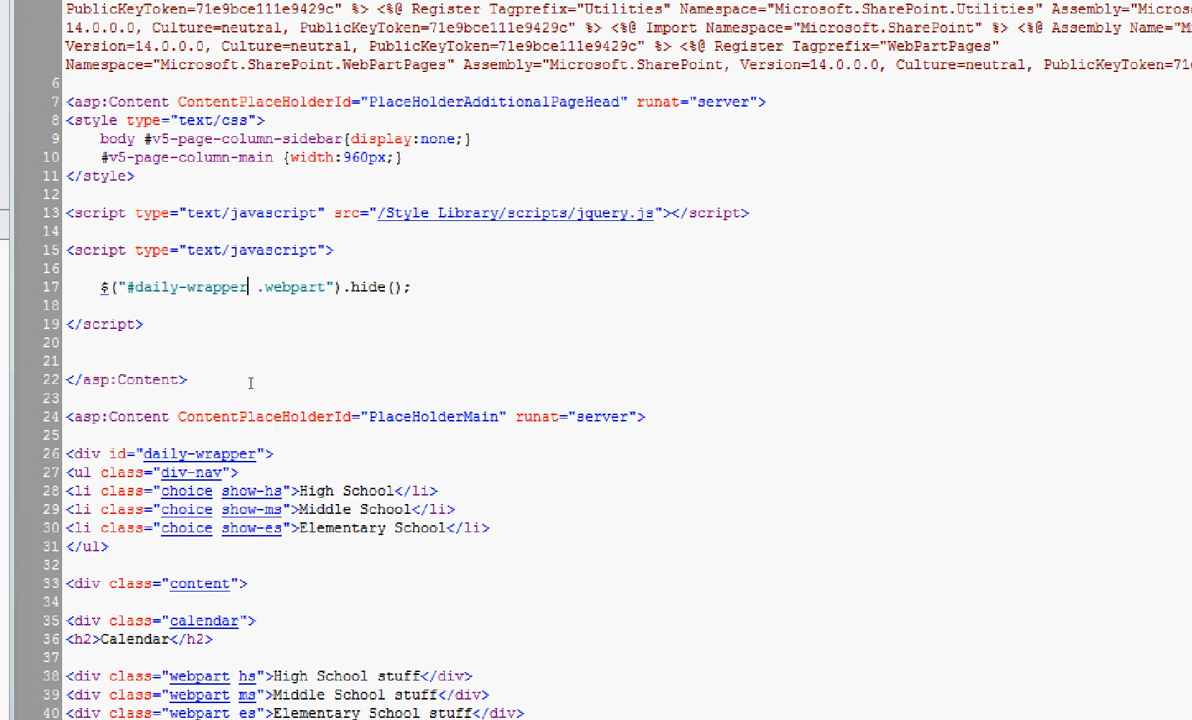 PublicKeyToken=71e9bce111e9429c" %> <%@ Register Tagprefix="Utilities" Namespace="Microsoft.SharePoint.Utilities" Assembly="Micros
14.0.0.0, Culture=neutral, PublicKeyToken=71e9bce111e9429c" %> <%@ Import Namespace="Microsoft.SharePoint" %> <%@ Assembly Name="M
Version=14.0.0.0, Culture=neutral, PublicKeyToken=71e9bce111e9429c" %> <%@ Register Tagprefix="WebPartPages"
Namespace="Microsoft.SharePoint.WebPartPages" Assembly="Microsoft.SharePoint, Version=14.0.0.0, Culture=neutral, PublicKeyToken=71
6
7 <asp:Content ContentPlaceHolderId="PlaceHolderAdditionalPageHead" runat="server">
8 <style type="text/css">
9 body #v5-page-column-sidebar{display:none;}
10 #v5-page-column-main {width:960px;}
11 </style>
12
13 <script type="text/javascript" src="/Style Library/scripts/jquery.js"></script>
14
15 <script type="text/javascript">
16
17 $("#daily-wrapper .webpart").hide();
18
19 </script>
20
21
22 </asp:Content>
23
24 <asp:Content ContentPlaceHolderId="PlaceHolderMain" runat="server">
25
26 <div id="daily-wrapper">
27 <ul class="div-nav">
28 <li class="choice show-hs">High School</li>
29 <li class="choice show-ms">Middle School</li>
30 <li class="choice show-es">Elementary School</li>
31 </ul>
32
33 <div class="content">
34
35 <div class="calendar">
36 <h2>Calendar</h2>
37
38 <div class="webpart hs">High School stuff</div>
39 <div class="webpart ms">Middle School stuff</div>
40 <div class="webpart es">Elementary School stuff</div>